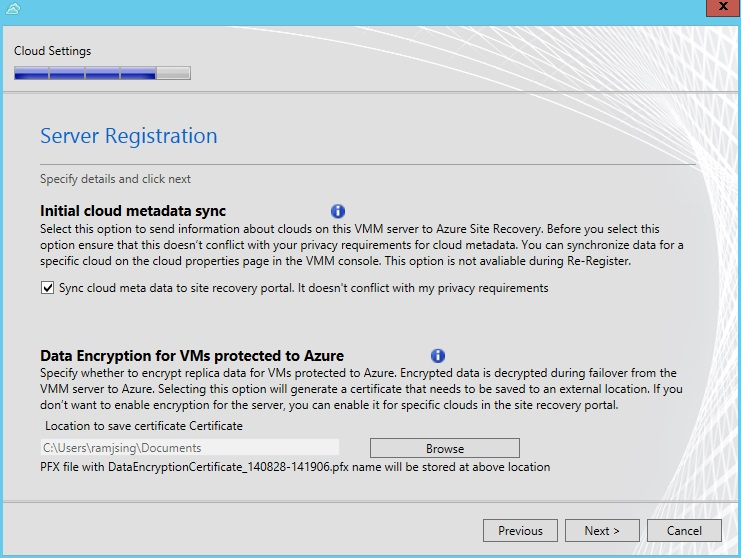 x
Cloud Settings
Server Registration
Specify details and click next
Initial cloud metadata sync
Select this option to send information about clouds on this VMM server to Azure Site Recovery. Before you select this
option ensure that this doesn't conflict with your privacy requirements for cloud metadata. You can synchronize data for a
specific cloud on the cloud properties page in the VMM console. This option is not avaliable during Re-Register.
Sync cloud meta data to site recovery portal. It doesn't conflict with my privacy requirements
Data Encryption for VMs protected to Azure
Specify whether to encrypt replica data for VMs protected to Azure. Encrypted data is decrypted during failover from the
VMM server to Azure. Selecting this option will generate a certificate that needs to be saved to an external location. If you
don't want to enable encryption for the server, you can enable it for specific clouds in the site recovery portal.
Location to save certificate Certificate
C:\Users\ramjsing\Documents
Browse
PFX file with DataEncryptionCertificate_140828-141906.pfx name will be stored at above location
Previous
Next >
Cancel